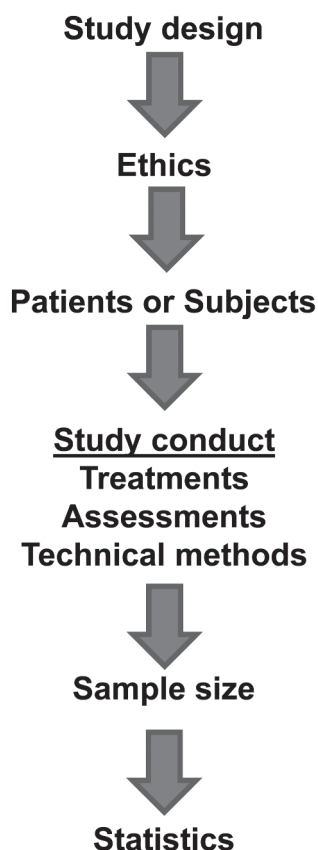 Study design
Ethics
Patients or Subjects
Study conduct
Treatments
Assessments
Technical methods
Sample size
Statistics